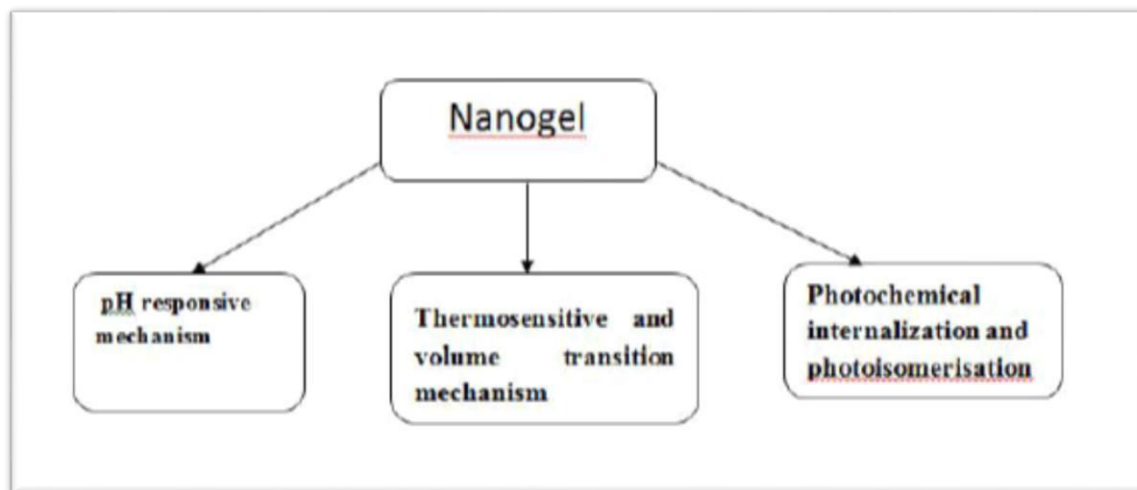 Nanogel
pH responsive
mechanism
Thermosensitive and
volume transition
mechanism
Photochemical
internalization and
photoisomerisation